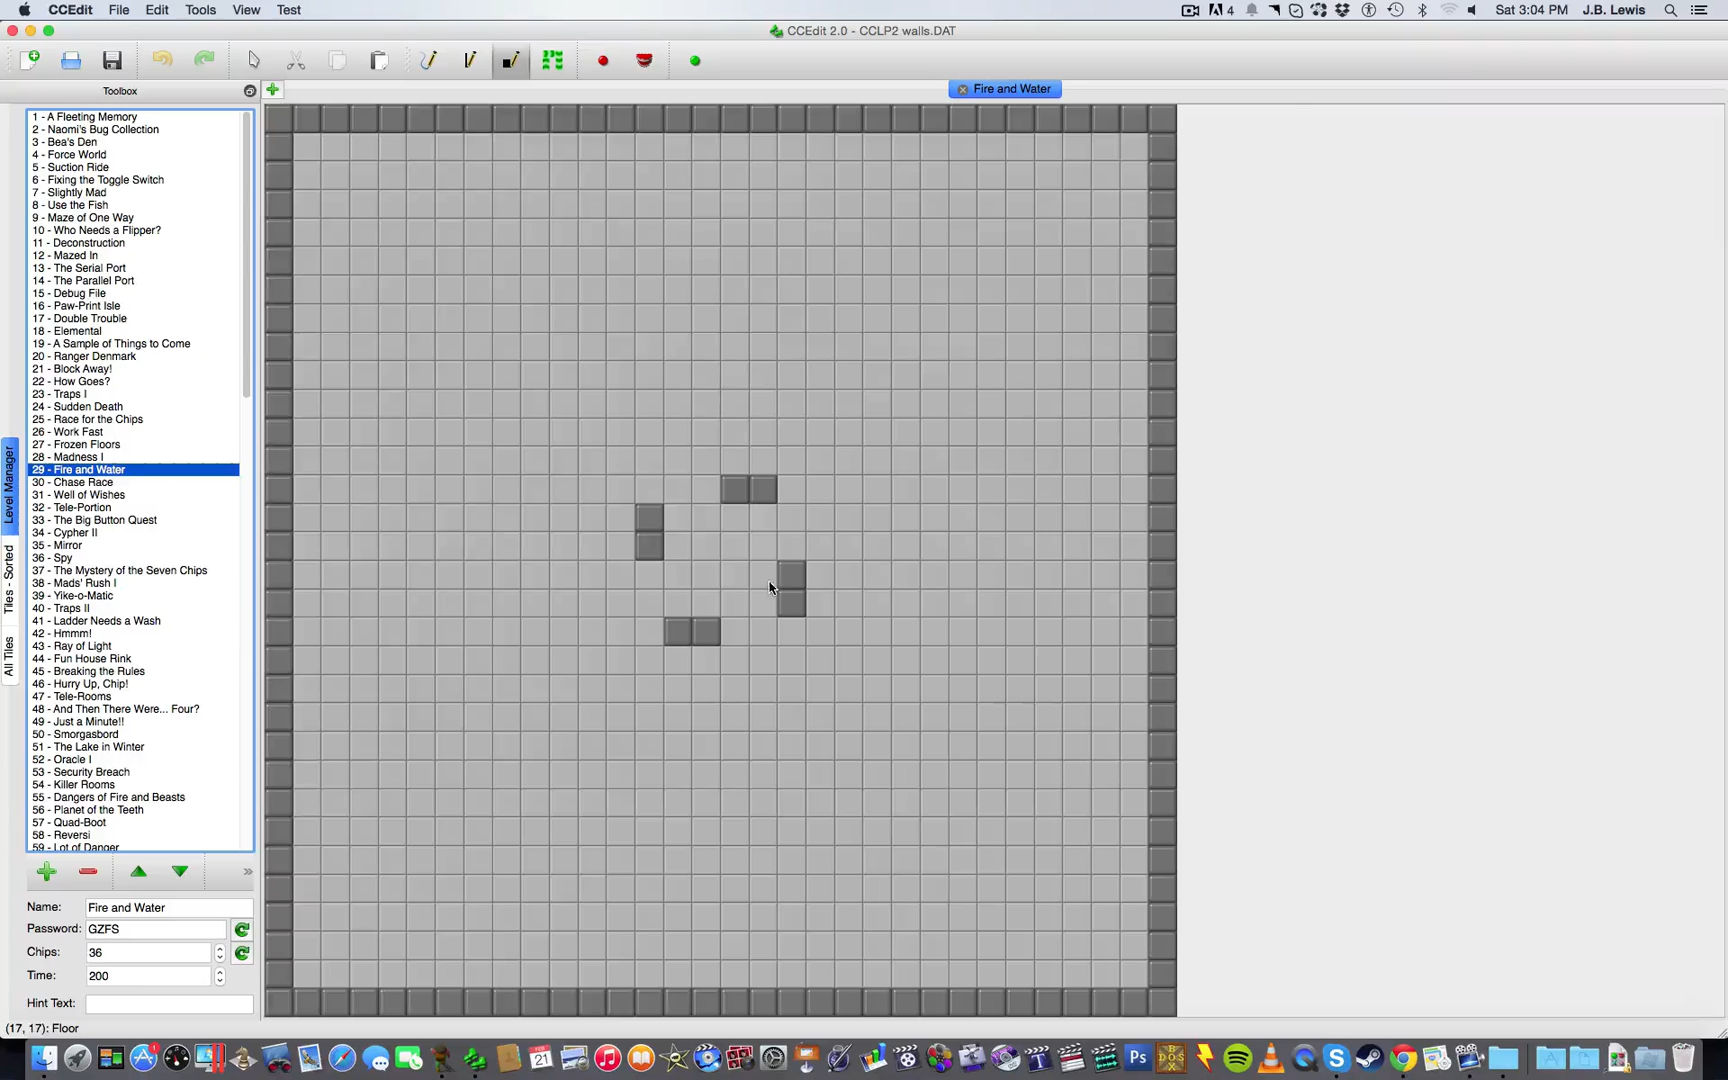 CCEdit File Edit Tools View Help
4 Sat 3:04 PM J.B. Lewis
CCEdit 2.0 - CCLP2 walls.DAT
Toolbox
Fire and Water
1 - A Fleeting Memory
2 - Naomi's Bug Collection
3 - Bea's Den
4 - Force World
5 - Suction Ride
6 - Fixing the Toggle Switch
7 - Slightly Mad
8 - Use the Fish
9 - Maze of One Way
10 - Who Needs a Flipper?
11 - Deconstruction
12 - Mazed In
13 - The Serial Port
14 - The Parallel Port
15 - Debug File
16 - Paw-Print Isle
17 - Double Trouble
18 - Elemental
19 - A Sample of Things to Come
20 - Ranger Denmark
21 - Block Away!
22 - How Goes?
23 - Traps I
24 - Sudden Death
25 - Race for the Chips
26 - Work Fast
27 - Frozen Floors
28 - Madness I
29 - Fire and Water
30 - Chase Race
31 - Well of Wishes
32 - Tele-Portion
33 - The Big Button Quest
34 - Cypher II
35 - Mirror
36 - Spy
37 - The Mystery of the Seven Chips
38 - Mads' Rush I
39 - Yike-o-Matic
40 - Traps II
41 - Ladder Needs a Wash
42 - Hmmm!
43 - Ray of Light
44 - Fun House Rink
45 - Breaking the Rules
46 - Hurry Up, Chip!
47 - Tele-Rooms
48 - And Then There Were... Four?
49 - Just a Minute!!
50 - Smorgasbord
51 - The Lake in Winter
52 - Oracle I
53 - Security Breach
54 - Killer Rooms
55 - Dangers of Fire and Beasts
56 - Planet of the Teeth
57 - Quad-Boot
58 - Reversi
59 - Lot of Danger
Level Manager
Tiles - Sorted
All Tiles
Name: Fire and Water
Password: GZFS
Chips: 36
Time: 200
Hint Text:
(17, 17): Floor